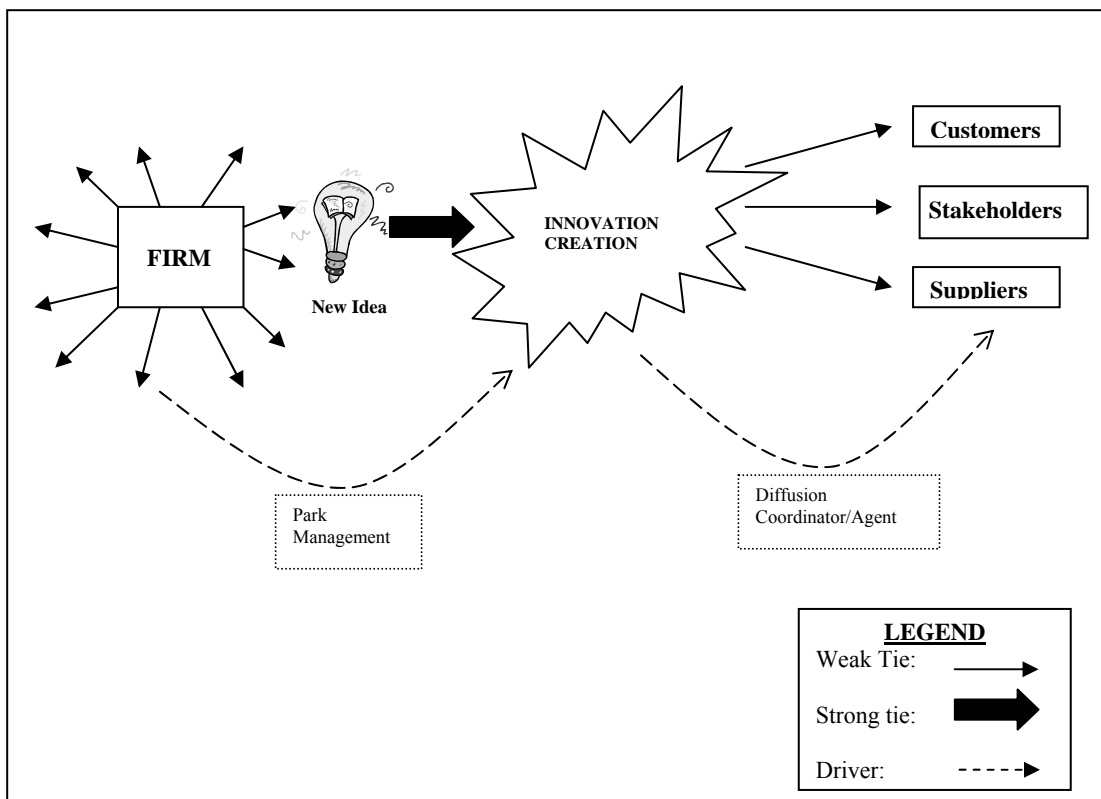 Customers
Stakeholders
Suppliers
INNOVATION
CREATION
FIRM
New Idea
Park
Management
Diffusion
Coordinator/Agent
LEGEND
Weak Tie:
Strong tie:
Driver: